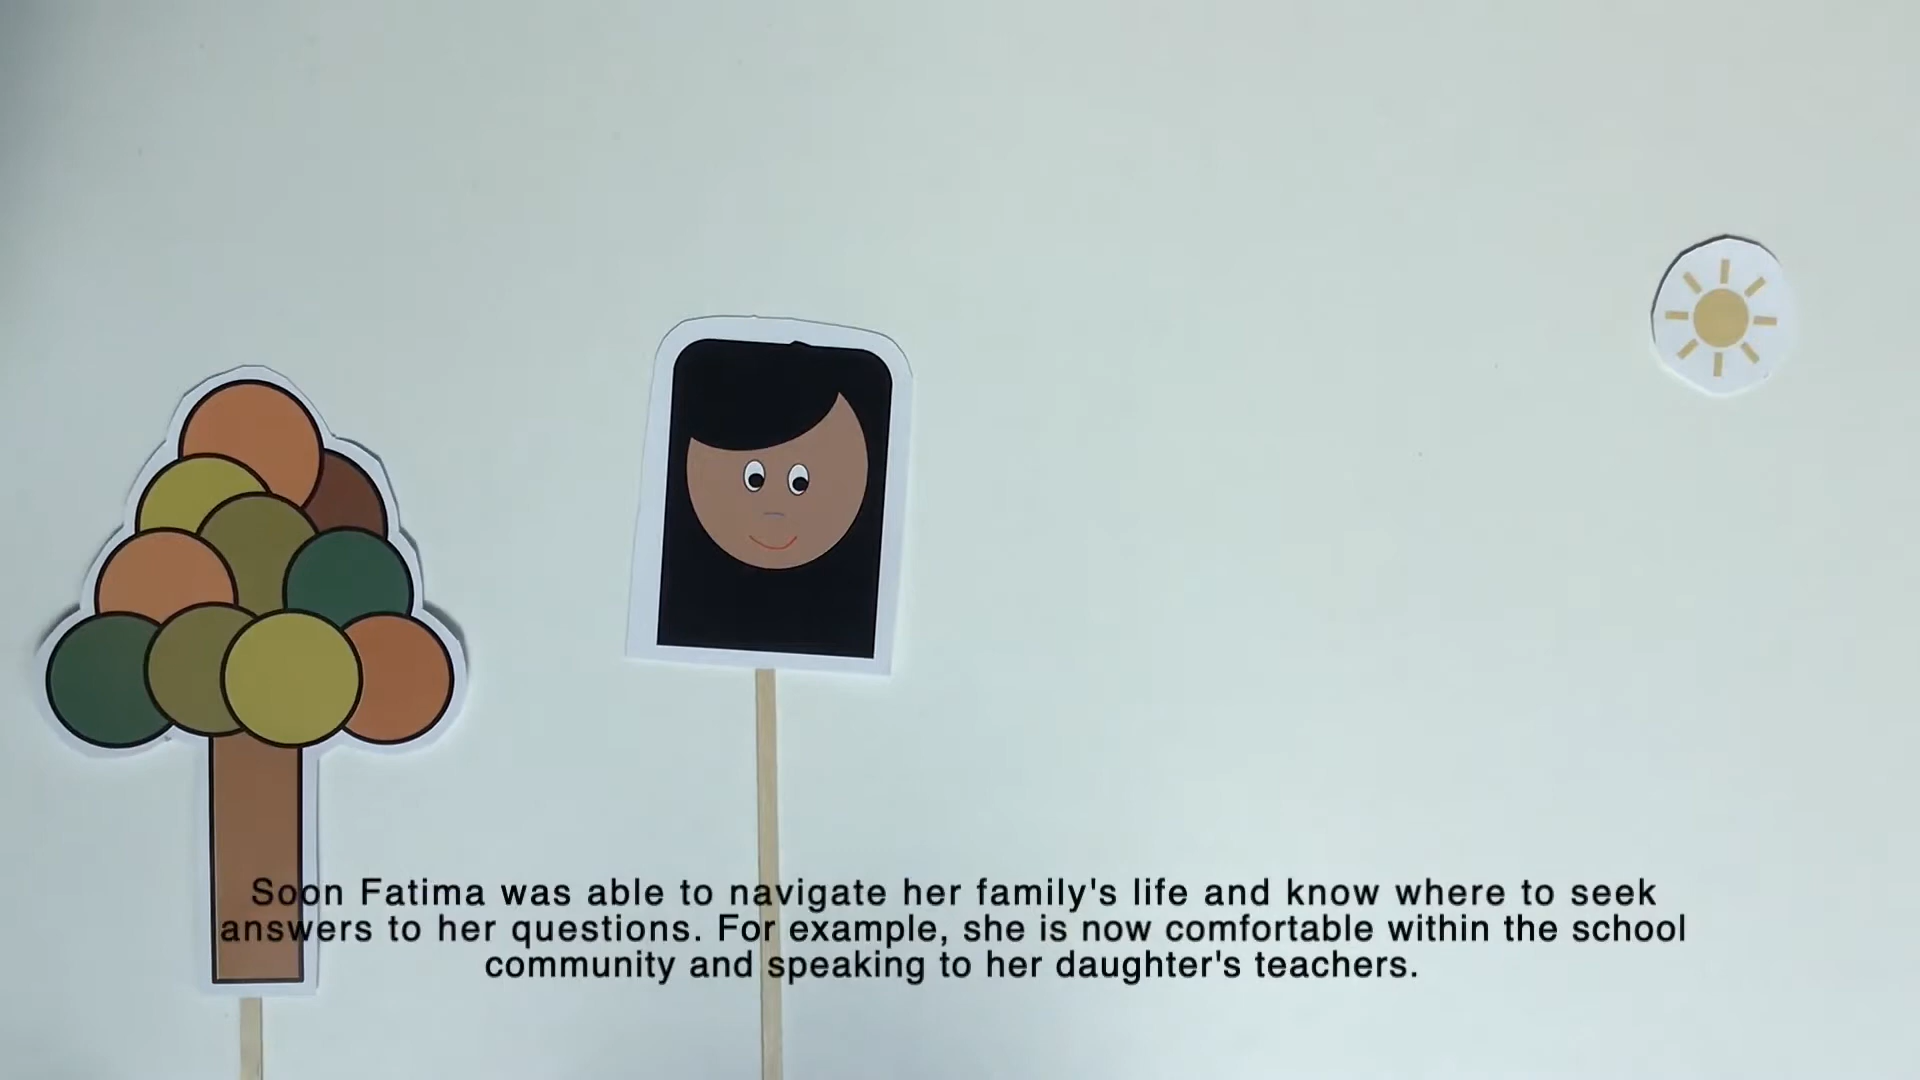 Soon Fatima was able to navigate her family's life and know where to seek
answers to her questions. For example, she is now comfortable within the school
community and speaking to her daughter's teachers.